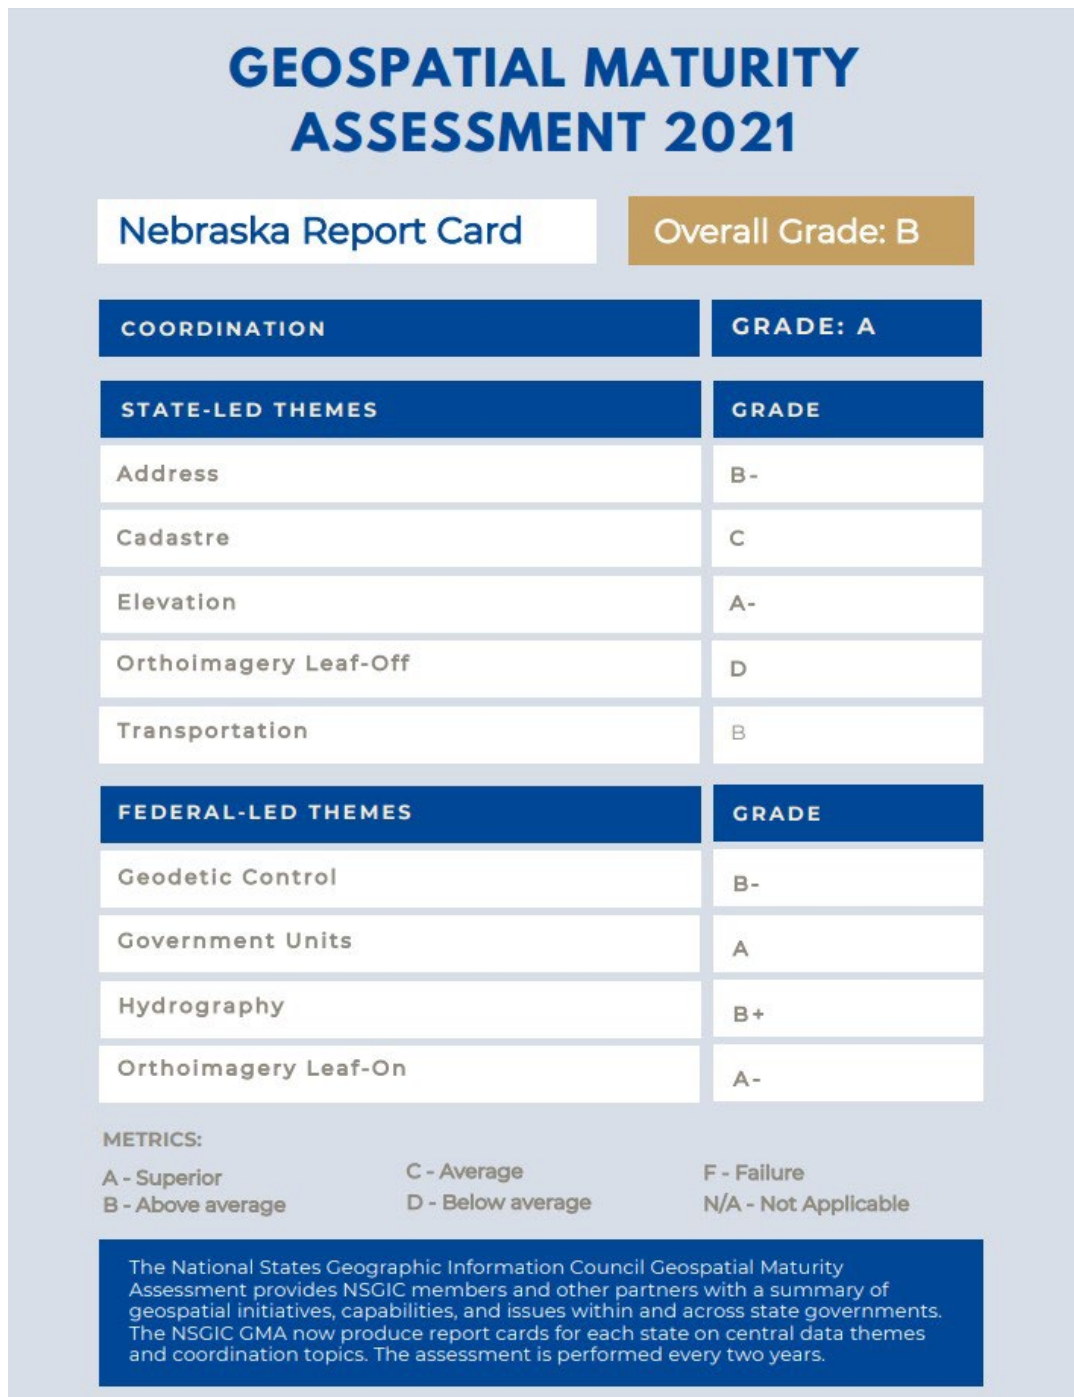 GEOSPATIAL MATURITY
ASSESSMENT 2021
Nebraska Report Card
Overall Grade: B
COORDINATION
GRADE: A
STATE-LED THEMES
GRADE
Address
B-
Cadastre
C
Elevation
A-
Orthoimagery Leaf-Off
D
Transportation
B
FEDERAL-LED THEMES
GRADE
Geodetic Control
B-
Government Units
A
Hydrography
B+
Orthoimagery Leaf-On
A-
METRICS:
A - Superior
B - Above average
C - Average
D - Below average
F - Failure
N/A - Not Applicable
The National States Geographic Information Council Geospatial Maturity
Assessment provides NSGIC members and other partners with a summary of
geospatial initiatives, capabilities, and issues within and across state governments.
The NSGIC GMA now produce report cards for each state on central data themes
and coordination topics. The assessment is performed every two years.